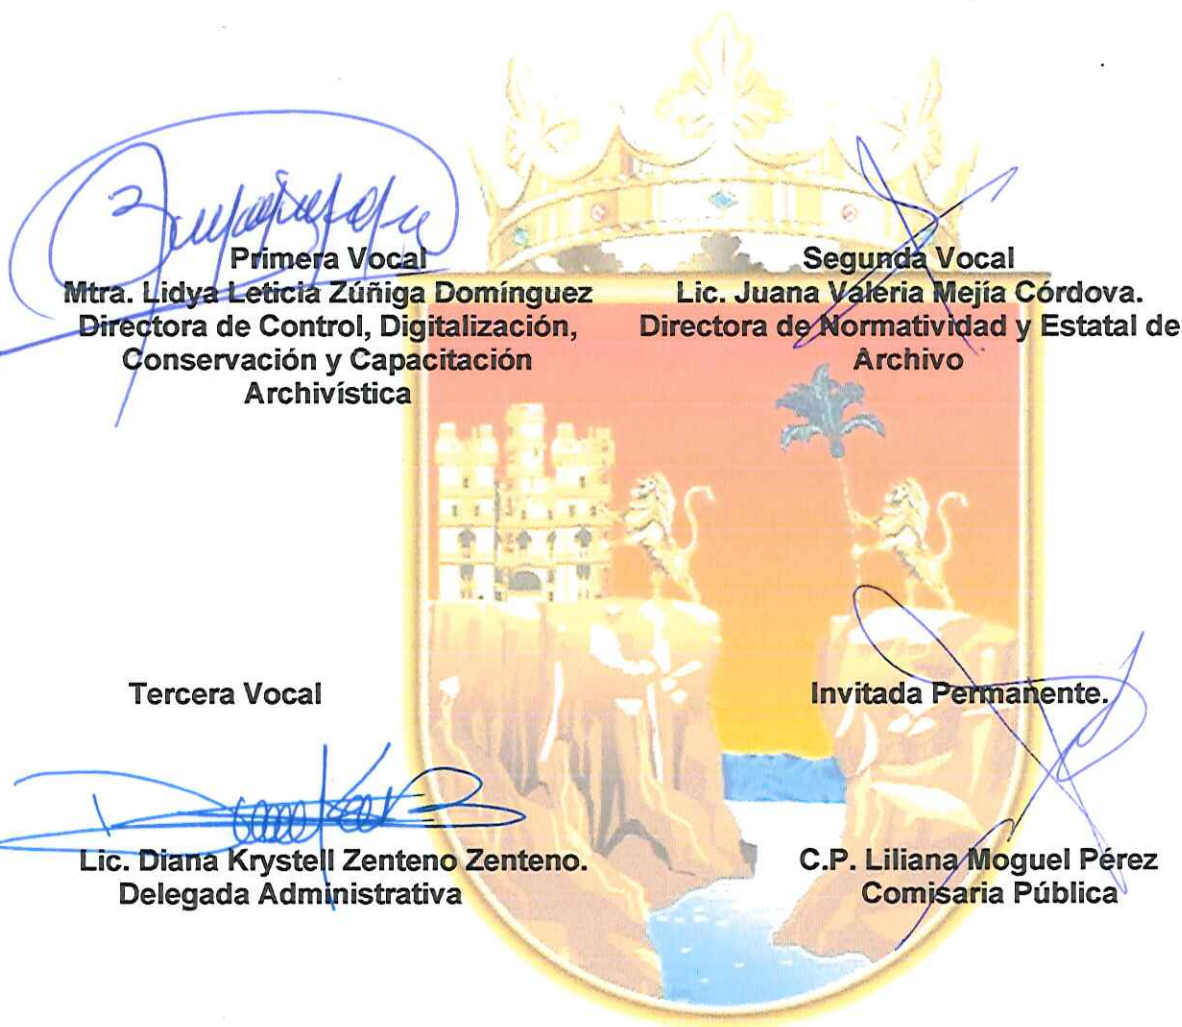 Primera Vocal
Mtra. Lidya Leticia Zúñiga Domínguez
Directora de Control, Digitalización,
Conservación y Capacitación
Archivística
Segunda Vocal
Lic. Juana Valeria Mejía Córdova.
Directora de Normatividad y Estatal de
Archivo
Tercera Vocal
Lic. Diana Krystell Zenteno Zenteno.
Delegada Administrativa
Invitada Permanente.
C.P. Liliana Moguel Pérez
Comisaria Pública